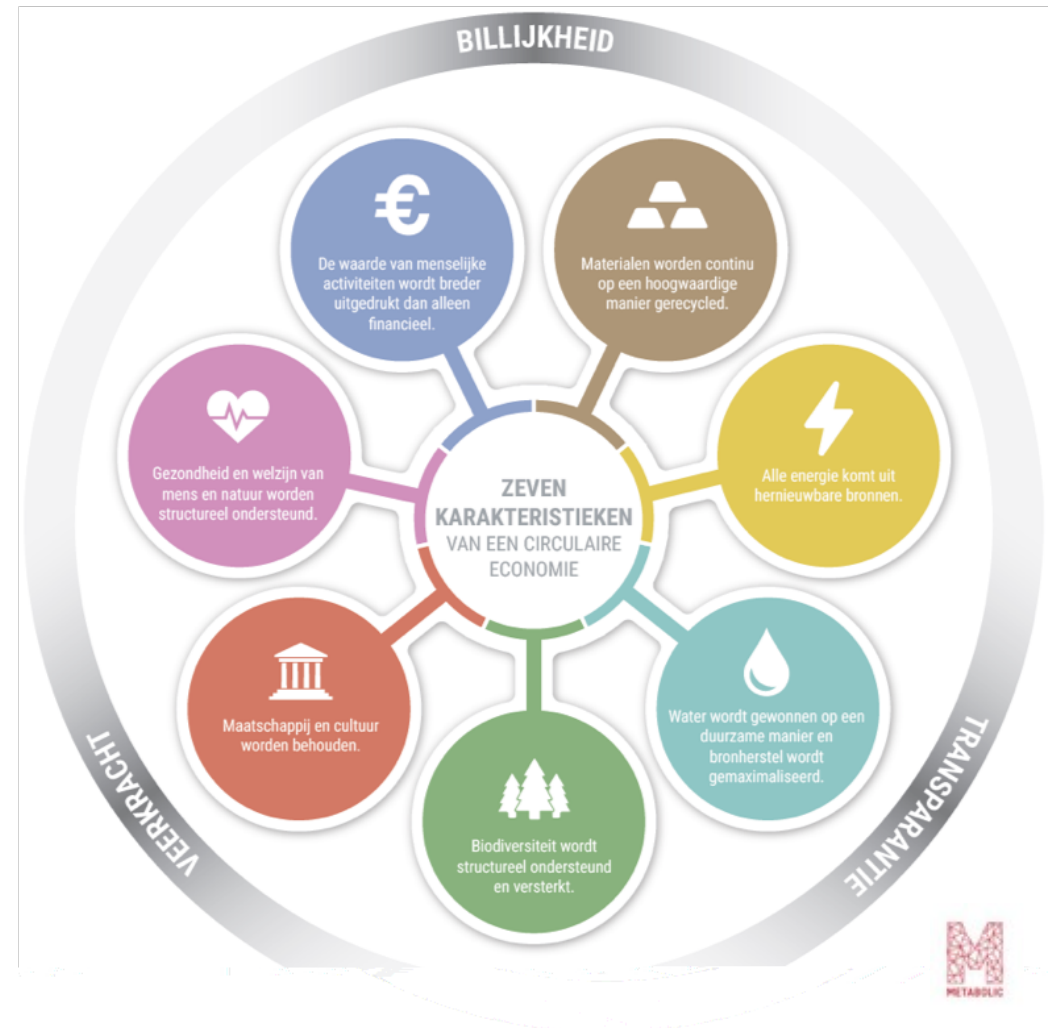 BILLIJKHEID
€
De waarde van menselijke
activiteiten wordt breder
uitgedrukt dan alleen
financieel.
Materialen worden continu
op een hoogwaardige
manier gerecycled.
Gezondheid en welzijn van
mens en natuur worden
structureel ondersteund.
Alle energie komt uit
hernieuwbare bronnen.
ZEVEN
KARAKTERISTIEKEN
VAN EEN CIRCULAIRE
ECONOMIE
Maatschappij en cultuur
worden behouden.
Water wordt gewonnen op een
duurzame manier en
bronherstel wordt
gemaximaliseerd.
Biodiversiteit wordt
structureel ondersteund
en versterkt.
VEERKRACHT
TRANSPARANTIE
M
METABOLIC